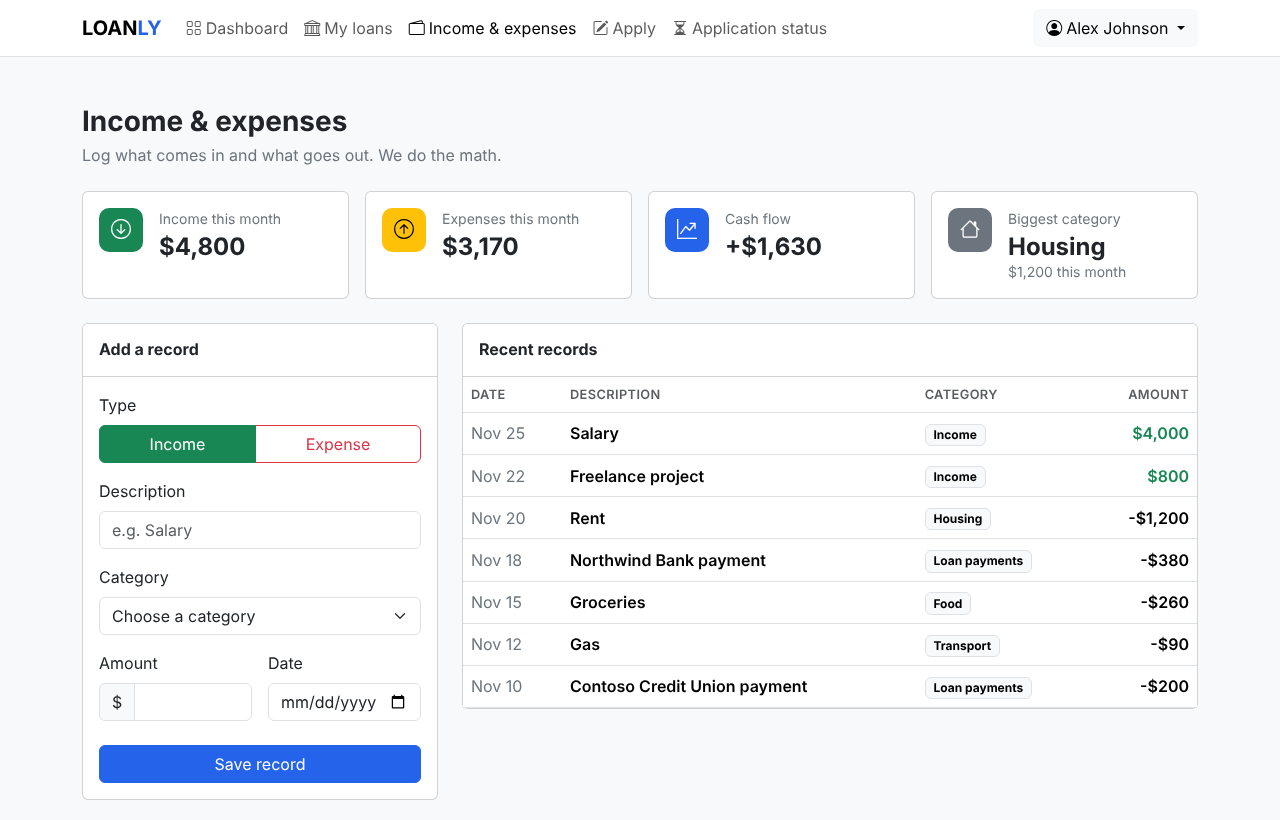 LOANLY Dashboard My loans Income & expenses Apply Application status Alex Johnson
Income & expenses
Log what comes in and what goes out. We do the math.
Income this month
$4,800
Expenses this month
$3,170
Cash flow
+$1,630
Biggest category
Housing
$1,200 this month
Add a record
Type
Income Expense
Description
e.g. Salary
Category
Choose a category
Amount Date
$ mm/dd/yyyy
Save record
Recent records
DATE DESCRIPTION CATEGORY AMOUNT
Nov 25 Salary Income $4,000
Nov 22 Freelance project Income $800
Nov 20 Rent Housing -$1,200
Nov 18 Northwind Bank payment Loan payments -$380
Nov 15 Groceries Food -$260
Nov 12 Gas Transport -$90
Nov 10 Contoso Credit Union payment Loan payments -$200